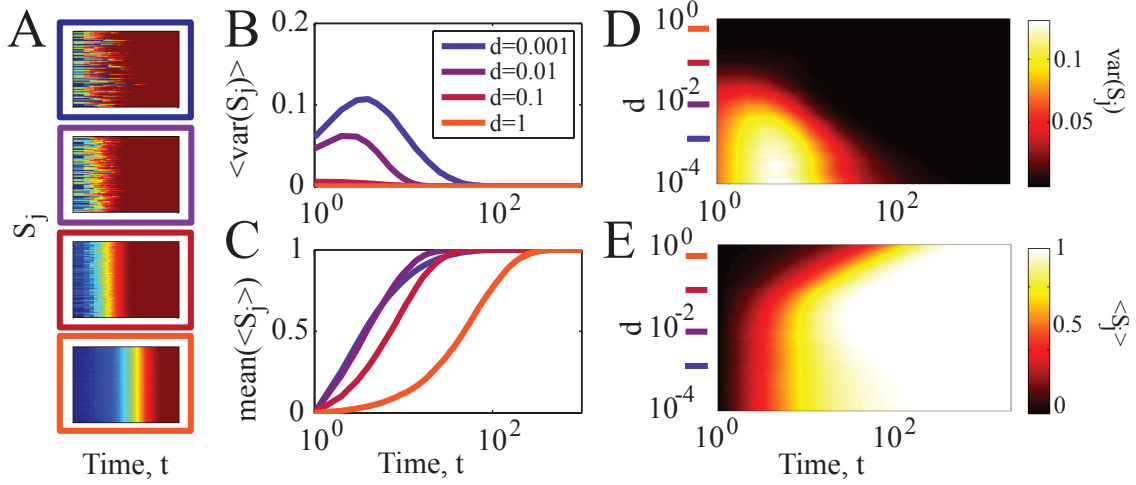 A
S_j
Time, t
B
<var(S_j)>
0.2
0.1
0
10^0
10^2
d=0.001
d=0.01
d=0.1
d=1
C
mean(<S_j>)
1
0.5
0
10^0
10^2
Time, t
D
d
10^0
10^-2
10^-4
10^0
10^2
0.1
0.05
var(S_j)
E
d
10^0
10^-2
10^-4
10^0
10^2
Time, t
1
0.5
0
<S_j>